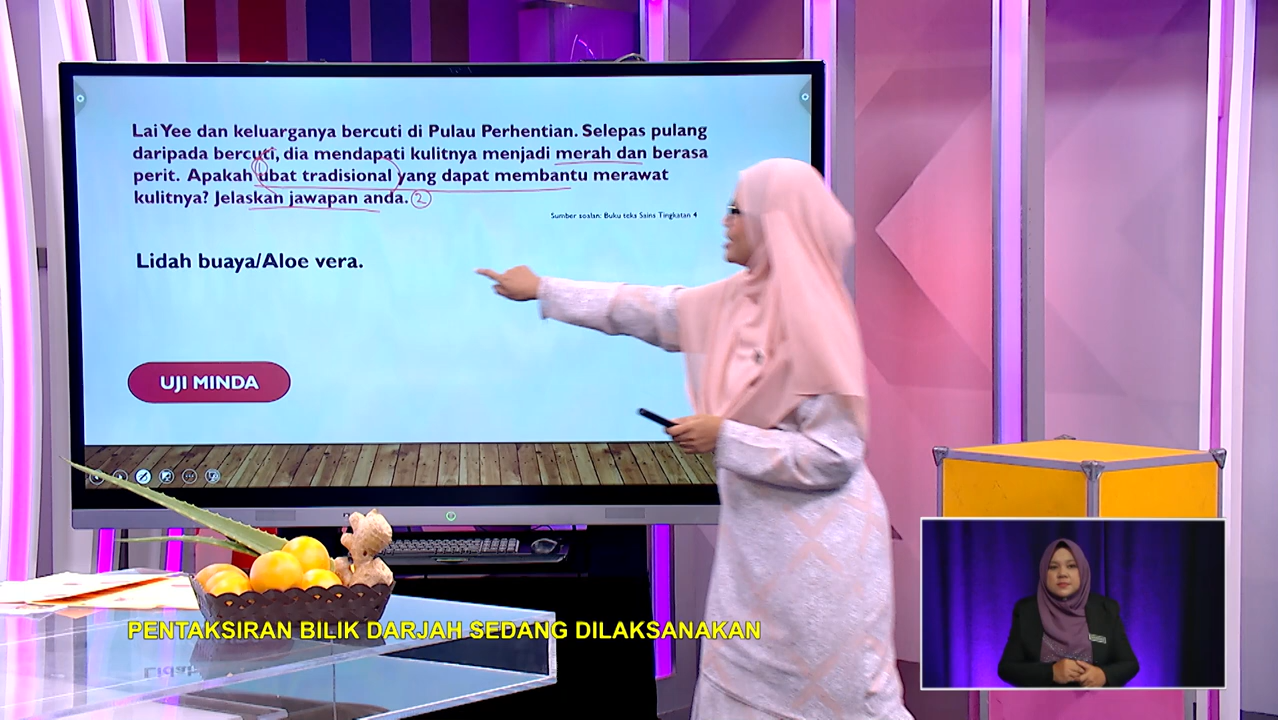 Lai Yee dan keluarganya bercuti di Pulau Perhentian. Selepas pulang
daripada bercuti, dia mendapati kulitnya menjadi merah dan berasa
perit. Apakah ubat tradisional yang dapat membantu merawat
kulitnya? Jelaskan jawapan anda. 2
Sumber soalan: Buku teks Sains Tingkatan 4
Lidah buaya/Aloe vera.
UJI MINDA
PENTAKSIRAN BILIK DARJAH SEDANG DILAKSANAKAN